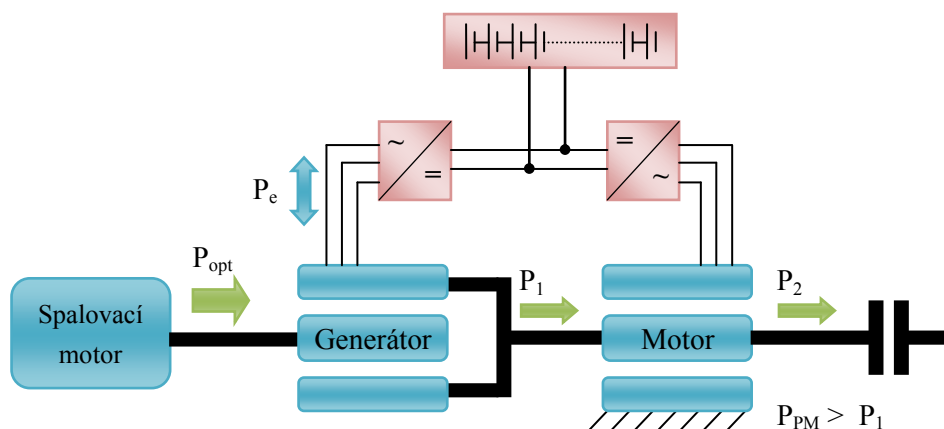 ~
=
=
~
Pe
Popt
P1
P2
Spalovací
motor
Generátor
Motor
PPM > P1